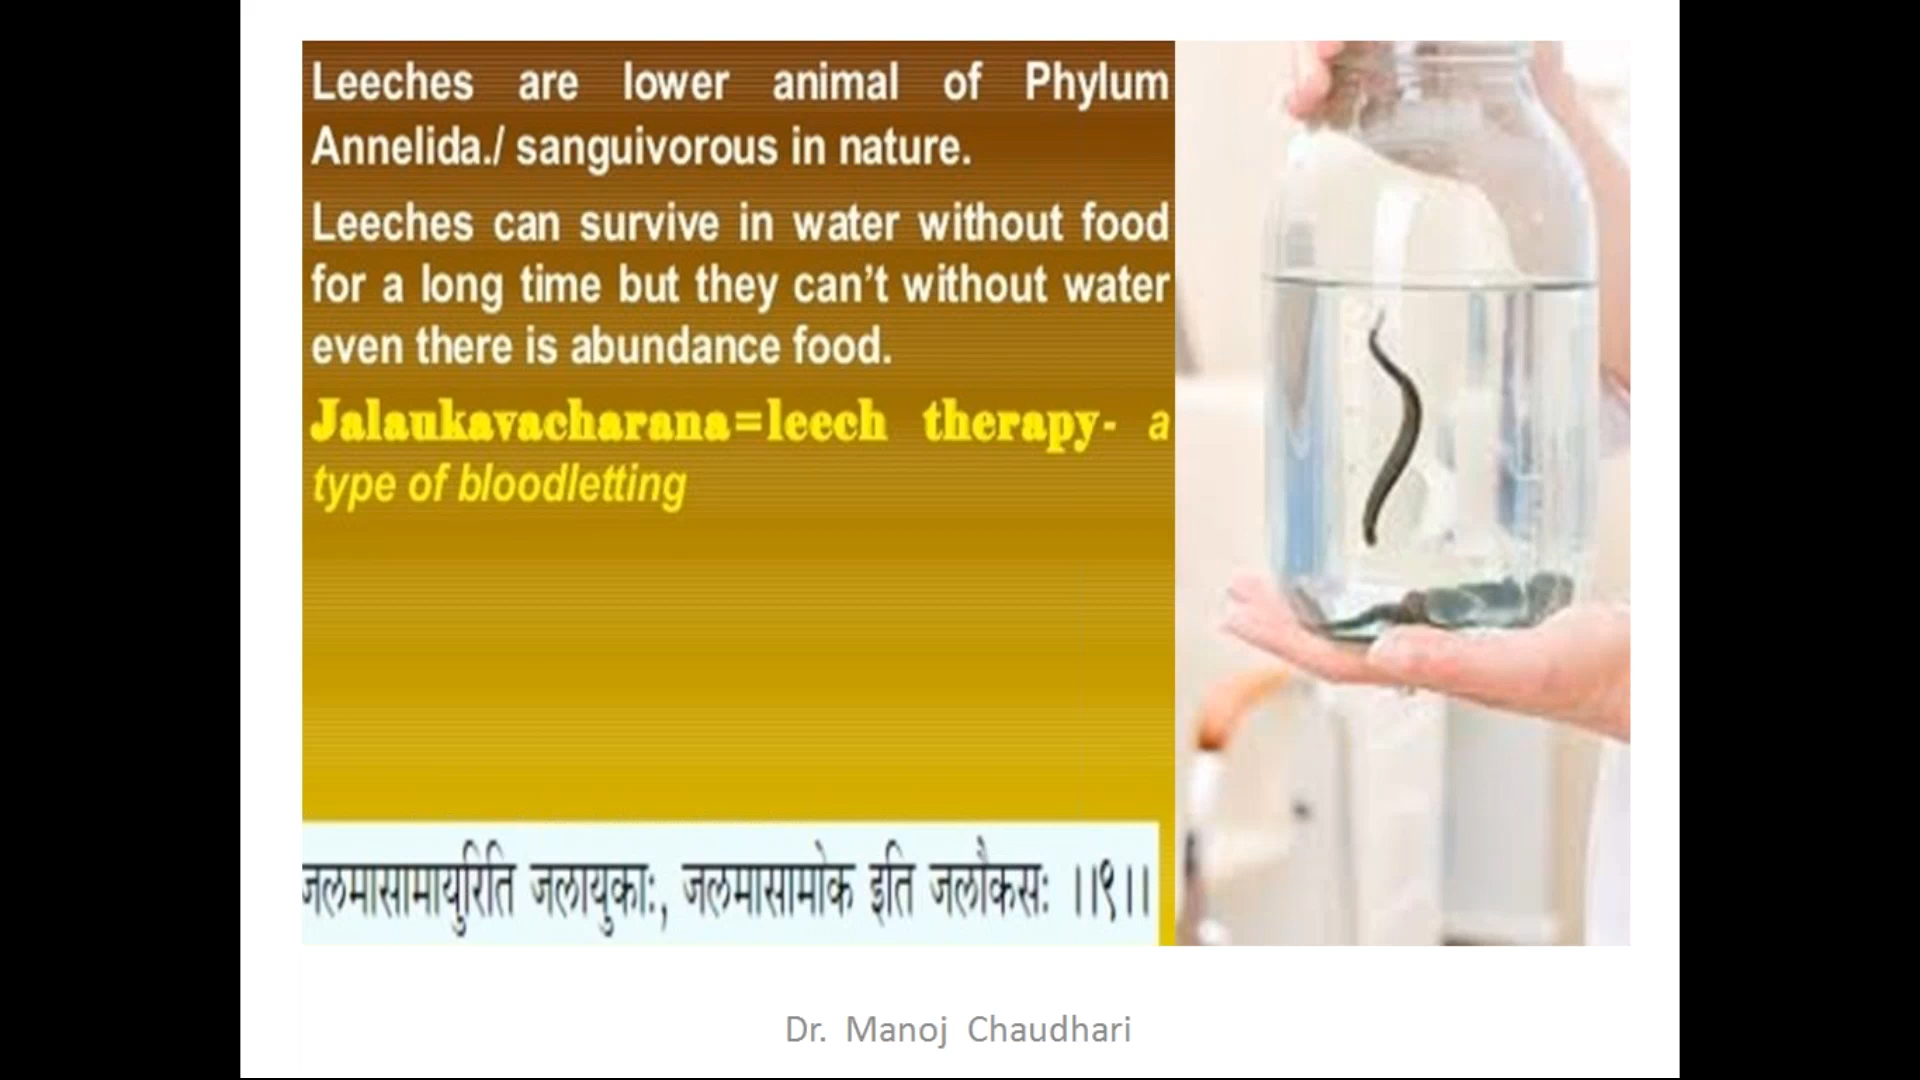 Leeches are lower animal of Phylum
Annelida./ sanguivorous in nature.
Leeches can survive in water without food
for a long time but they can’t without water
even there is abundance food.
Jalaukavacharana=leech therapy- a
type of bloodletting
जलमासामायुरिति जलायुकाः, जलमासामोक इति जलौकसः ।।९।।
Dr. Manoj Chaudhari